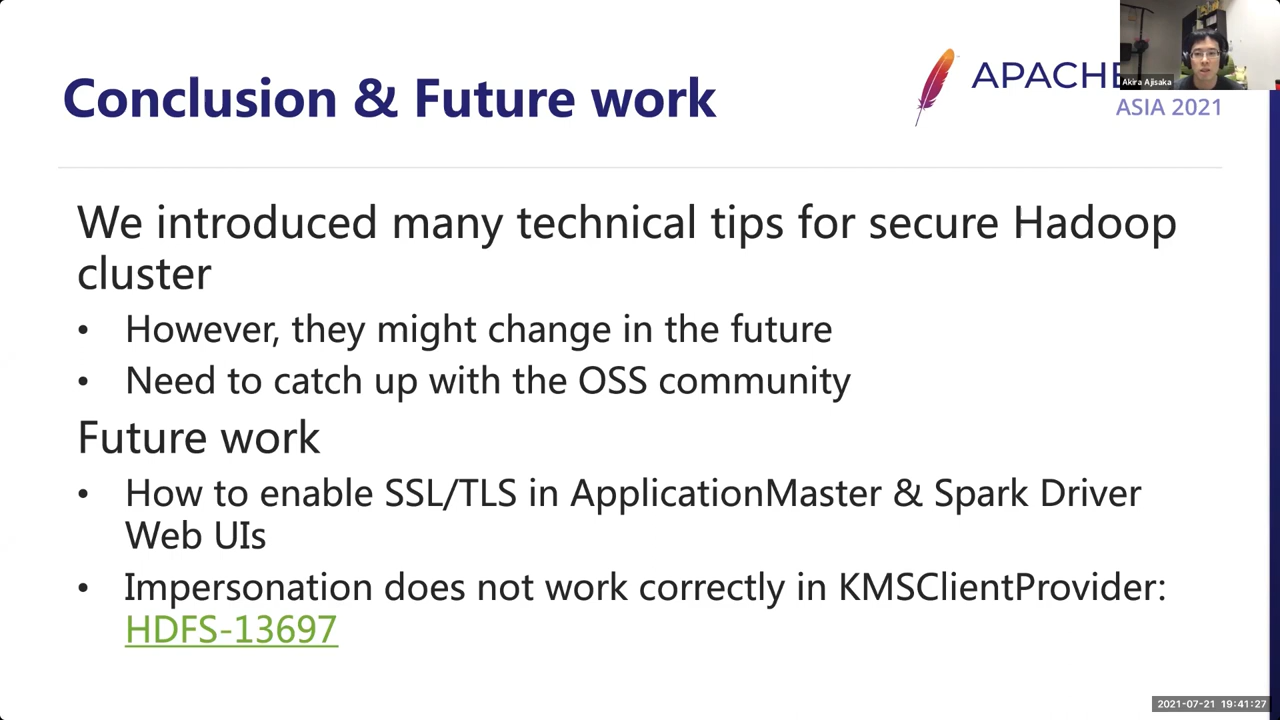 Conclusion & Future work
APACHE
Akira Ajisaka
ASIA 2021
We introduced many technical tips for secure Hadoop
cluster
• However, they might change in the future
• Need to catch up with the OSS community
Future work
• How to enable SSL/TLS in ApplicationMaster & Spark Driver
Web UIs
• Impersonation does not work correctly in KMSClientProvider:
HDFS-13697
2021-07-21 19:41:27